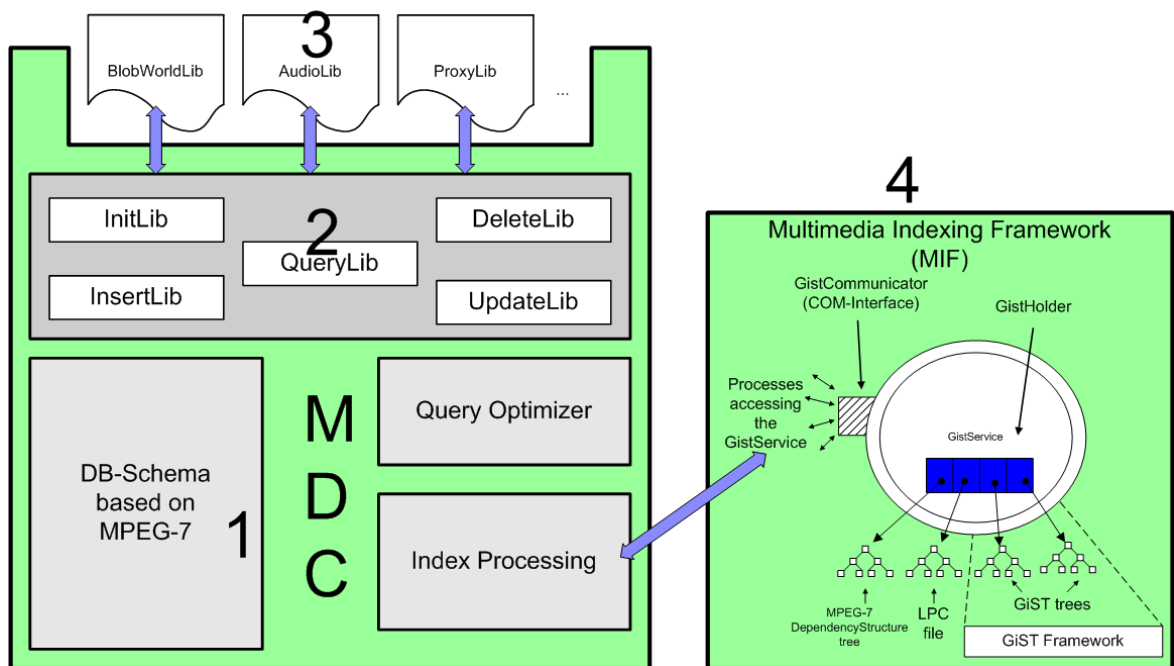 3
BlobWorldLib
AudioLib
ProxyLib
...
2
InitLib
QueryLib
DeleteLib
InsertLib
UpdateLib
DB-Schema
based on
MPEG-7
1
M
D
C
Query Optimizer
Index Processing
4
Multimedia Indexing Framework
(MIF)
GistCommunicator
(COM-Interface)
GistHolder
Processes
accessing
the
GistService
GistService
MPEG-7
DependencyStructure
tree
LPC
file
GiST trees
GiST Framework